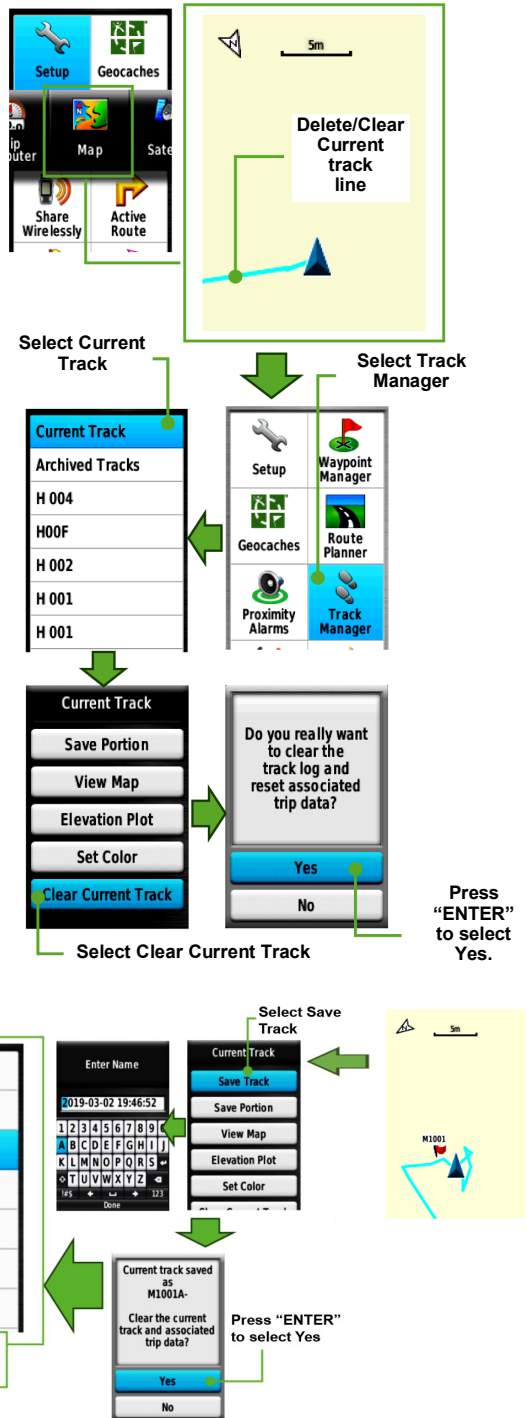 Setup
Geocaches
Map
Sate
Share
Wirelessly
Active
Route
N
5m
Delete/Clear
Current
track
line
Select Current
Track
Select Track
Manager
Current Track
Archived Tracks
H 004
H00F
H 002
H 001
H 001
Setup
Waypoint
Manager
Geocaches
Route
Planner
Proximity
Alarms
Track
Manager
Current Track
Save Portion
View Map
Elevation Plot
Set Color
Clear Current Track
Do you really want
to clear the
track log and
reset associated
trip data?
Yes
No
Select Clear Current Track
Press
“ENTER”
to select
Yes.
Select Save
Track
Enter Name
2019-03-02 19:46:52
1 2 3 4 5 6 7 8 9
A B C D E F G H I J
K L M N O P Q R S
T U V W X Y Z
!#$ 123
Done
Current Track
Save Track
Save Portion
View Map
Elevation Plot
Set Color
N
5m
M1001
Current track saved
as
M1001A-
Clear the current
track and associated
trip data?
Yes
No
Press “ENTER”
to select Yes